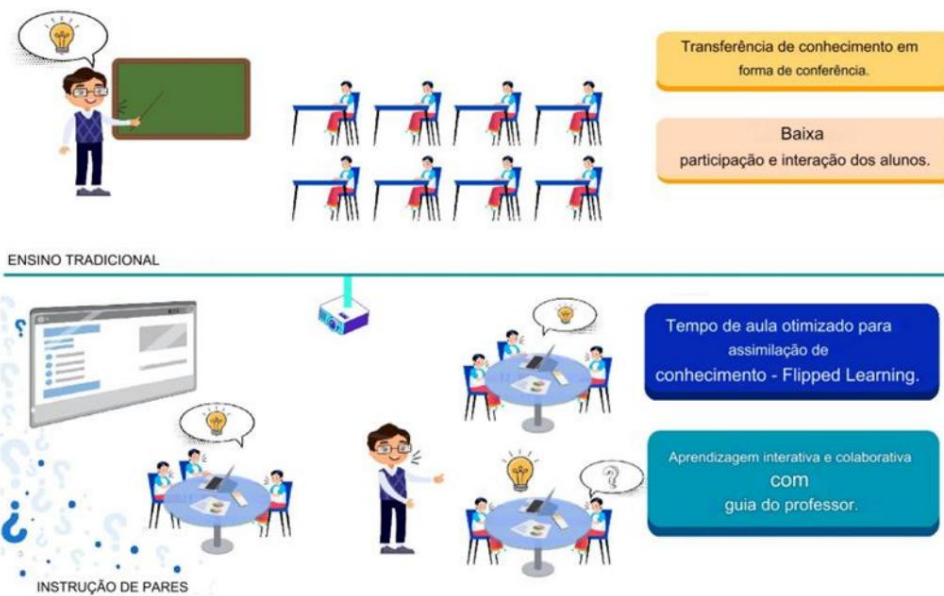 Transferência de conhecimento em
forma de conferência.
Baixa
participação e interação dos alunos.
ENSINO TRADICIONAL
Tempo de aula otimizado para
assimilação de
conhecimento - Flipped Learning.
Aprendizagem interativa e colaborativa
com
guia do professor.
INSTRUÇÃO DE PARES